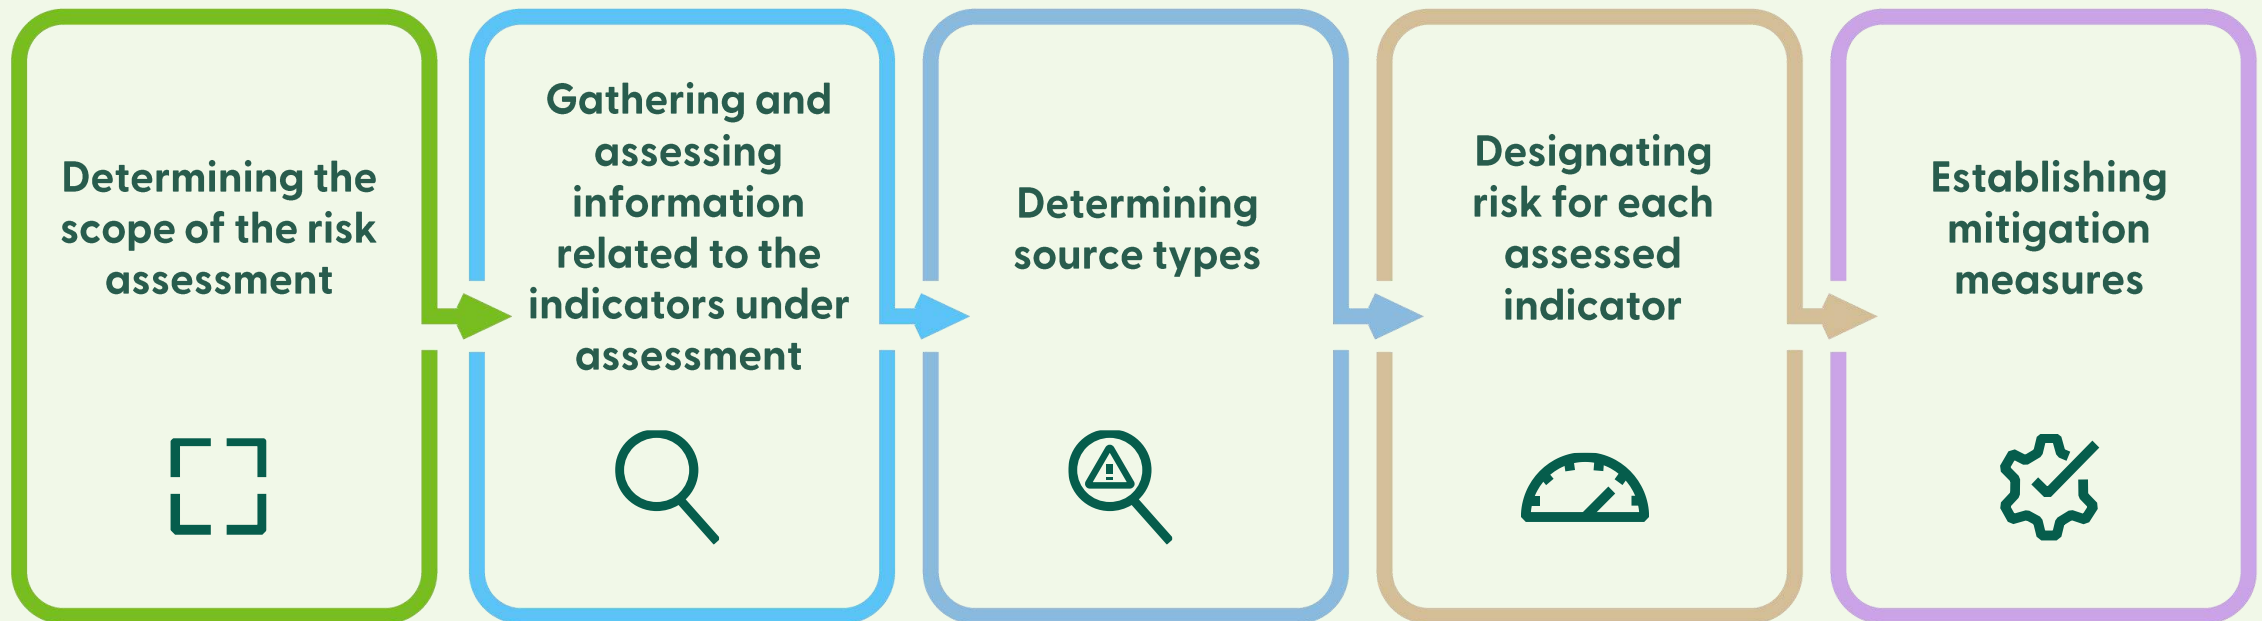 Determining the
scope of the risk
assessment
Gathering and
assessing
information
related to the
indicators under
assessment
Determining
source types
Designating
risk for each
assessed
indicator
Establishing
mitigation
measures